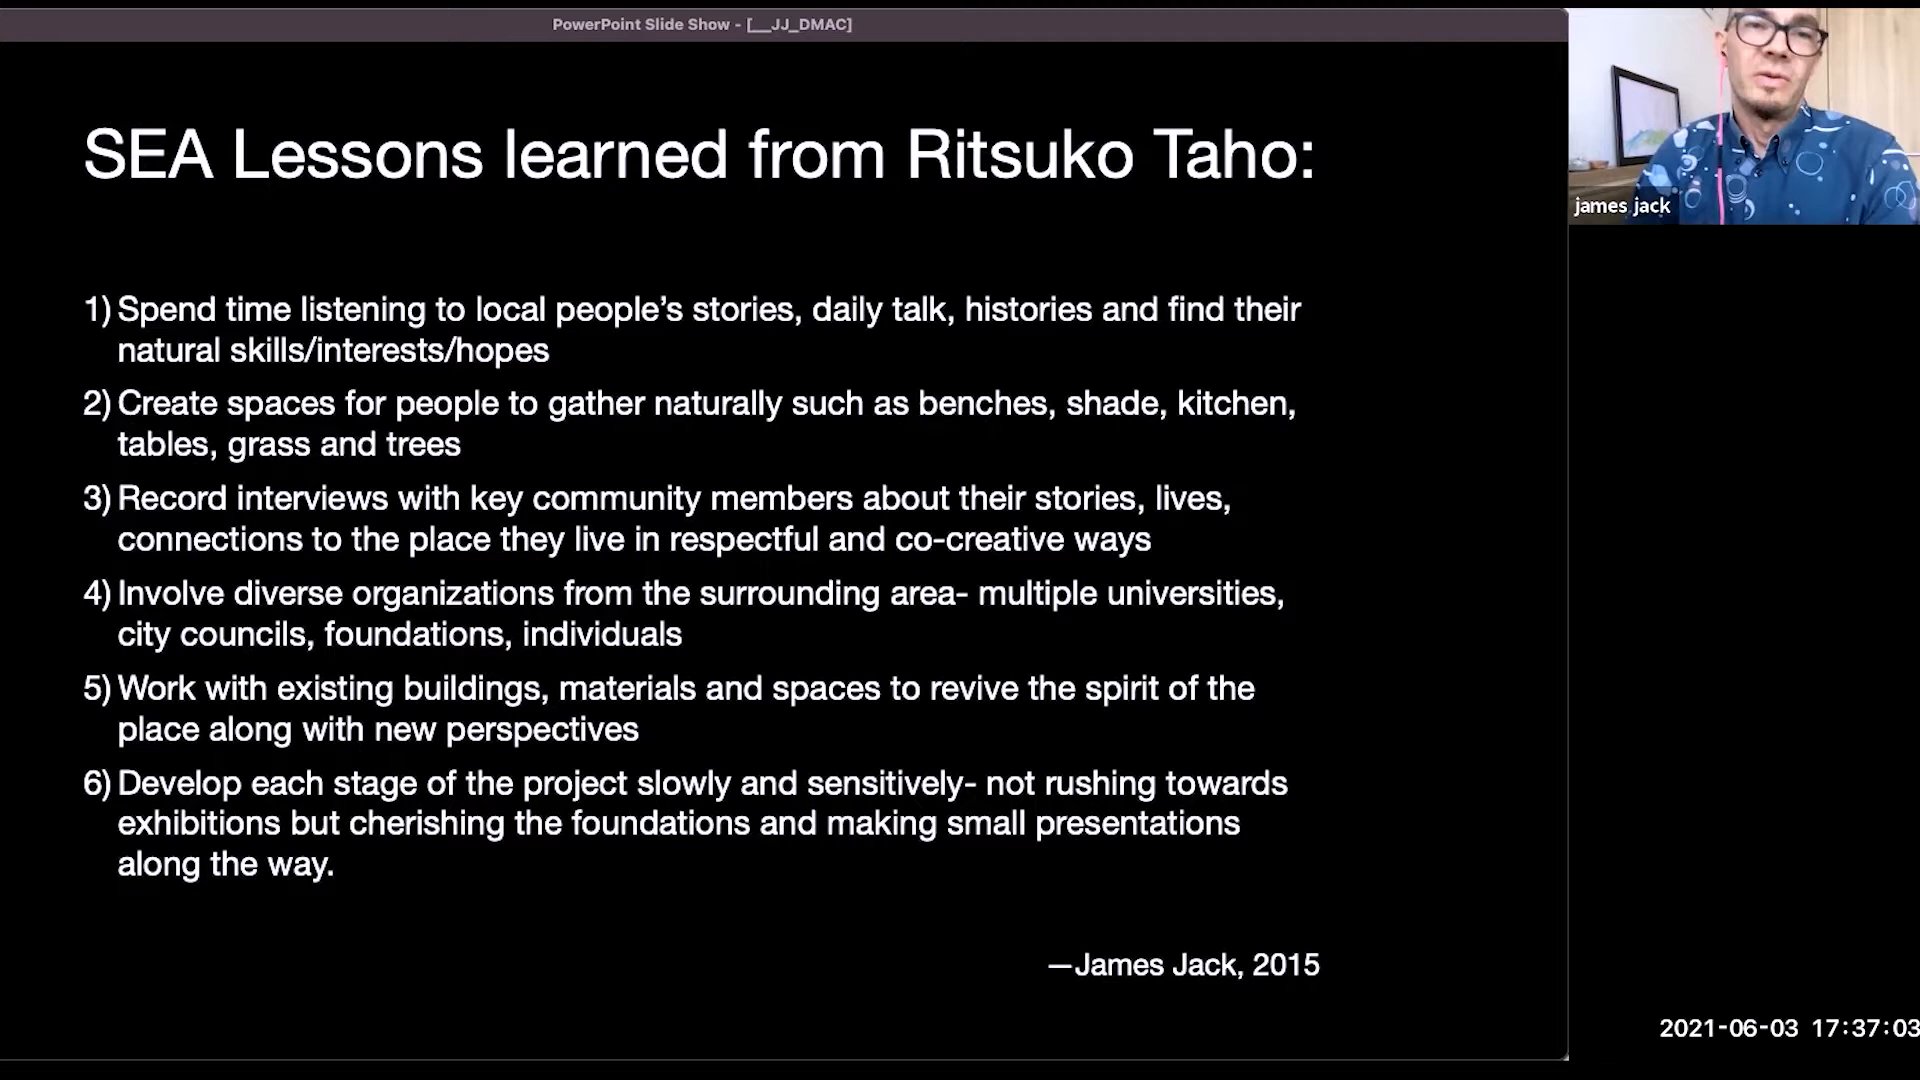 PowerPoint Slide Show - [__JJ_DMAC]
SEA Lessons learned from Ritsuko Taho:
1) Spend time listening to local people’s stories, daily talk, histories and find their
natural skills/interests/hopes
2) Create spaces for people to gather naturally such as benches, shade, kitchen,
tables, grass and trees
3) Record interviews with key community members about their stories, lives,
connections to the place they live in respectful and co-creative ways
4) Involve diverse organizations from the surrounding area- multiple universities,
city councils, foundations, individuals
5) Work with existing buildings, materials and spaces to revive the spirit of the
place along with new perspectives
6) Develop each stage of the project slowly and sensitively- not rushing towards
exhibitions but cherishing the foundations and making small presentations
along the way.
—James Jack, 2015
james jack
2021-06-03 17:37:03